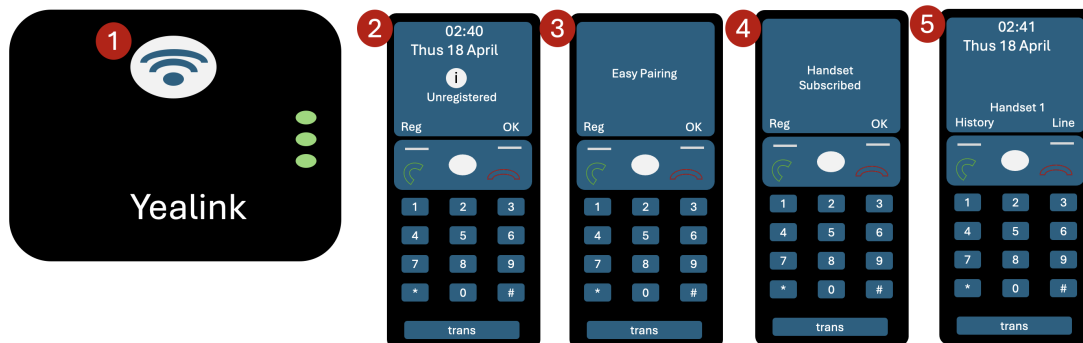 1
Yealink
2
02:40
Thus 18 April
i
Unregistered
Reg OK
1 2 3
4 5 6
7 8 9
* 0 #
trans
3
Easy Pairing
Reg OK
1 2 3
4 5 6
7 8 9
* 0 #
trans
4
Handset
Subscribed
Reg OK
1 2 3
4 5 6
7 8 9
* 0 #
trans
5
02:41
Thus 18 April
Handset 1
History Line
1 2 3
4 5 6
7 8 9
* 0 #
trans